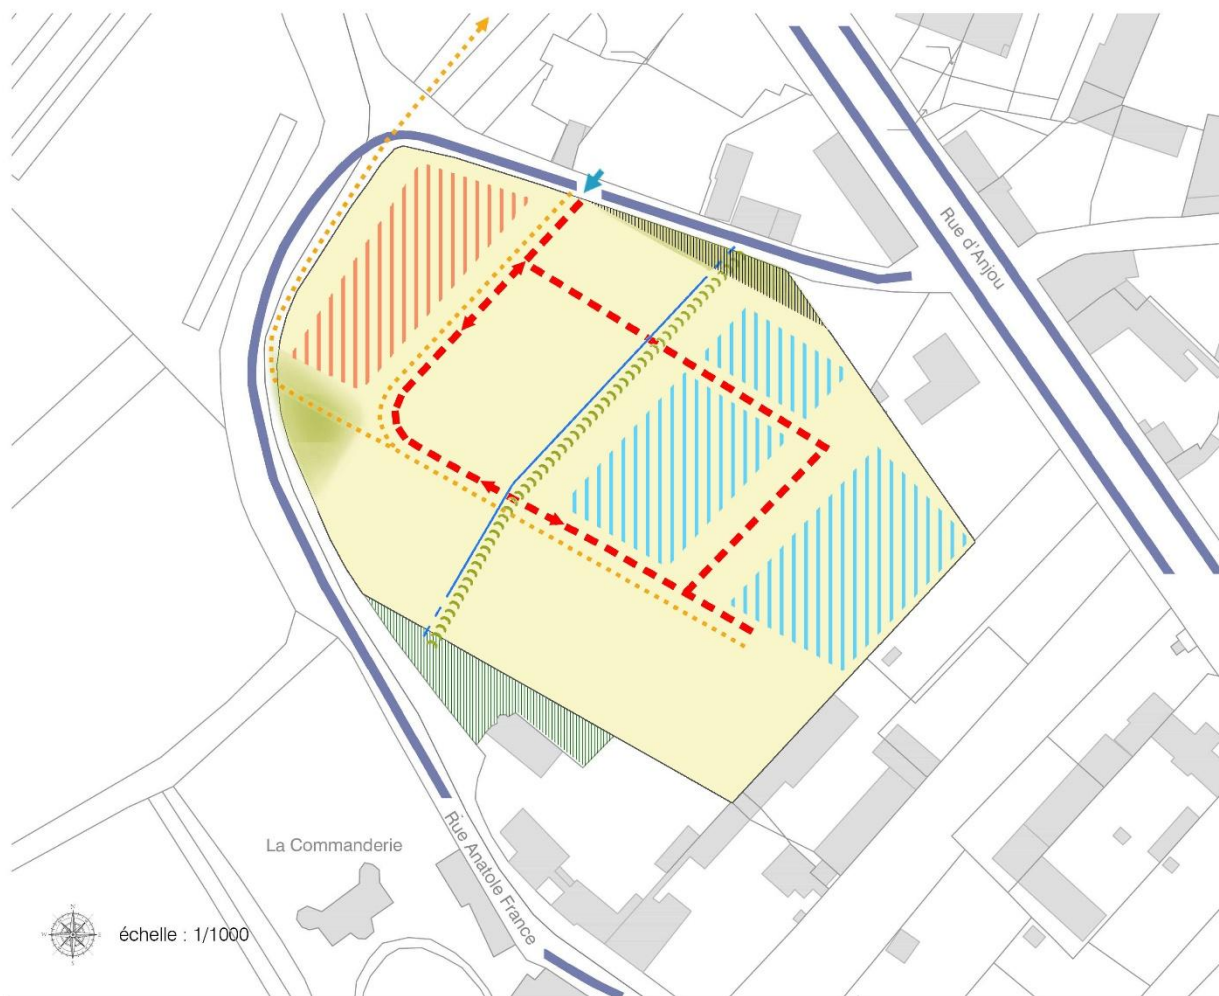 Rue d'Anjou
La Commanderie
Rue Anatole France
échelle : 1/1000